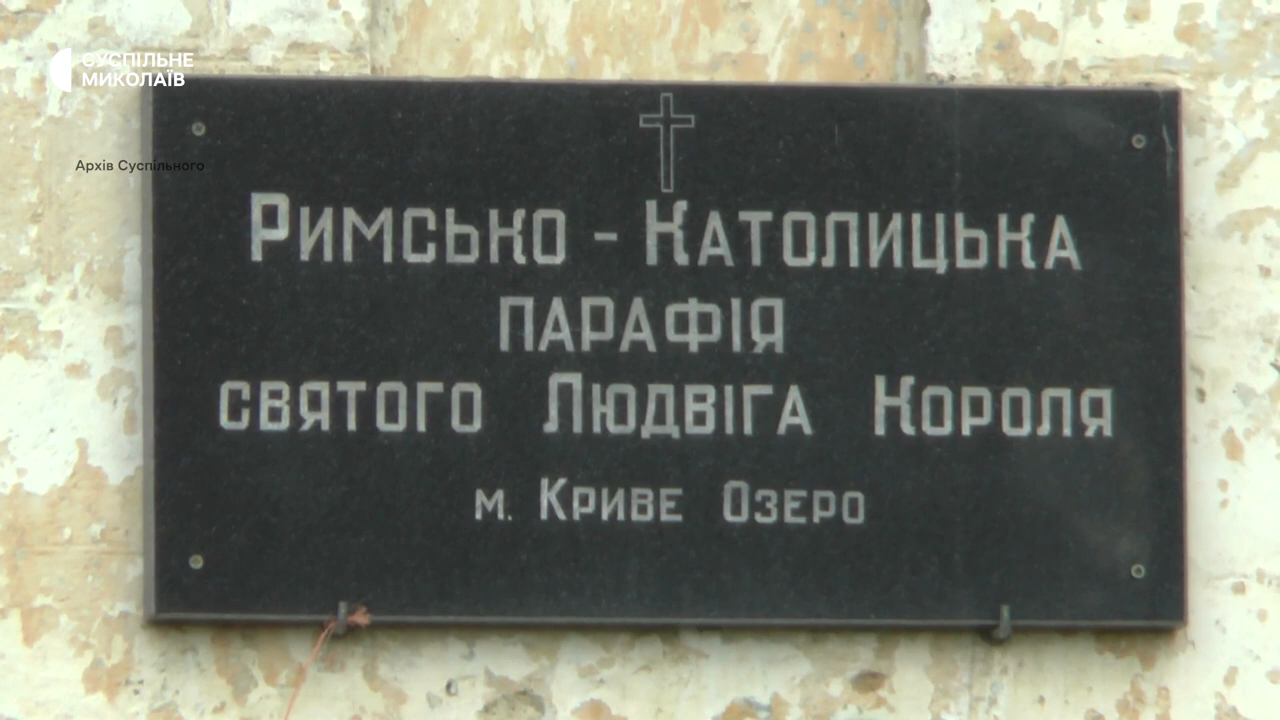 СУСПІЛЬНЕ
МИКОЛАЇВ
Архів Суспільного
Римсько - Католицька
ПАРАФІЯ
святого Людвіга Короля
м. Криве Озеро